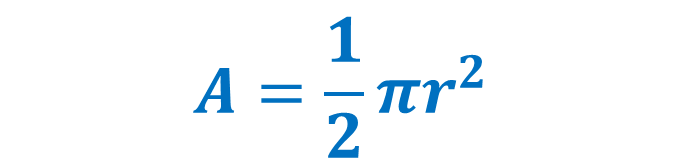 A = 1/2 πr²